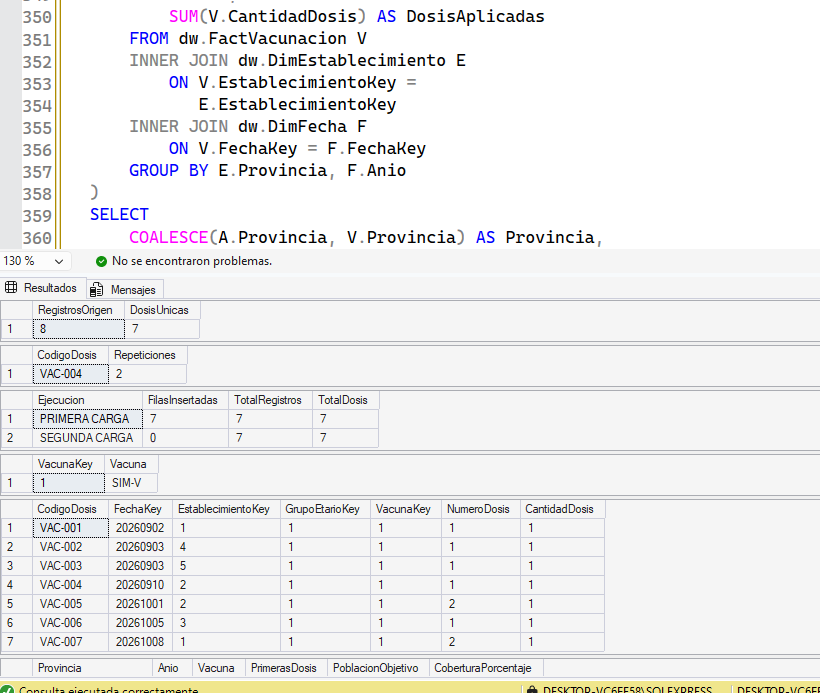 350 SUM(V.CantidadDosis) AS DosisAplicadas
351 FROM dw.FactVacunacion V
352 INNER JOIN dw.DimEstablecimiento E
353 ON V.EstablecimientoKey =
354 E.EstablecimientoKey
355 INNER JOIN dw.DimFecha F
356 ON V.FechaKey = F.FechaKey
357 GROUP BY E.Provincia, F.Anio
358 )
359 SELECT
360 COALESCE(A.Provincia, V.Provincia) AS Provincia,
130 % No se encontraron problemas.
Resultados Mensajes
RegistrosOrigen DosisUnicas
1 8 7
CodigoDosis Repeticiones
1 VAC-004 2
Ejecucion FilasInsertadas TotalRegistros TotalDosis
1 PRIMERA CARGA 7 7 7
2 SEGUNDA CARGA 0 7 7
VacunaKey Vacuna
1 1 SIM-V
CodigoDosis FechaKey EstablecimientoKey GrupoEtarioKey VacunaKey NumeroDosis CantidadDosis
1 VAC-001 20260902 1 1 1 1 1
2 VAC-002 20260903 4 1 1 1 1
3 VAC-003 20260903 5 1 1 1 1
4 VAC-004 20260910 2 1 1 1 1
5 VAC-005 20261001 2 1 1 2 1
6 VAC-006 20261005 3 1 1 1 1
7 VAC-007 20261008 1 1 1 2 1
Provincia Anio Vacuna PrimerasDosis PoblacionObjetivo CoberturaPorcentaje
Consulta ejecutada correctamente